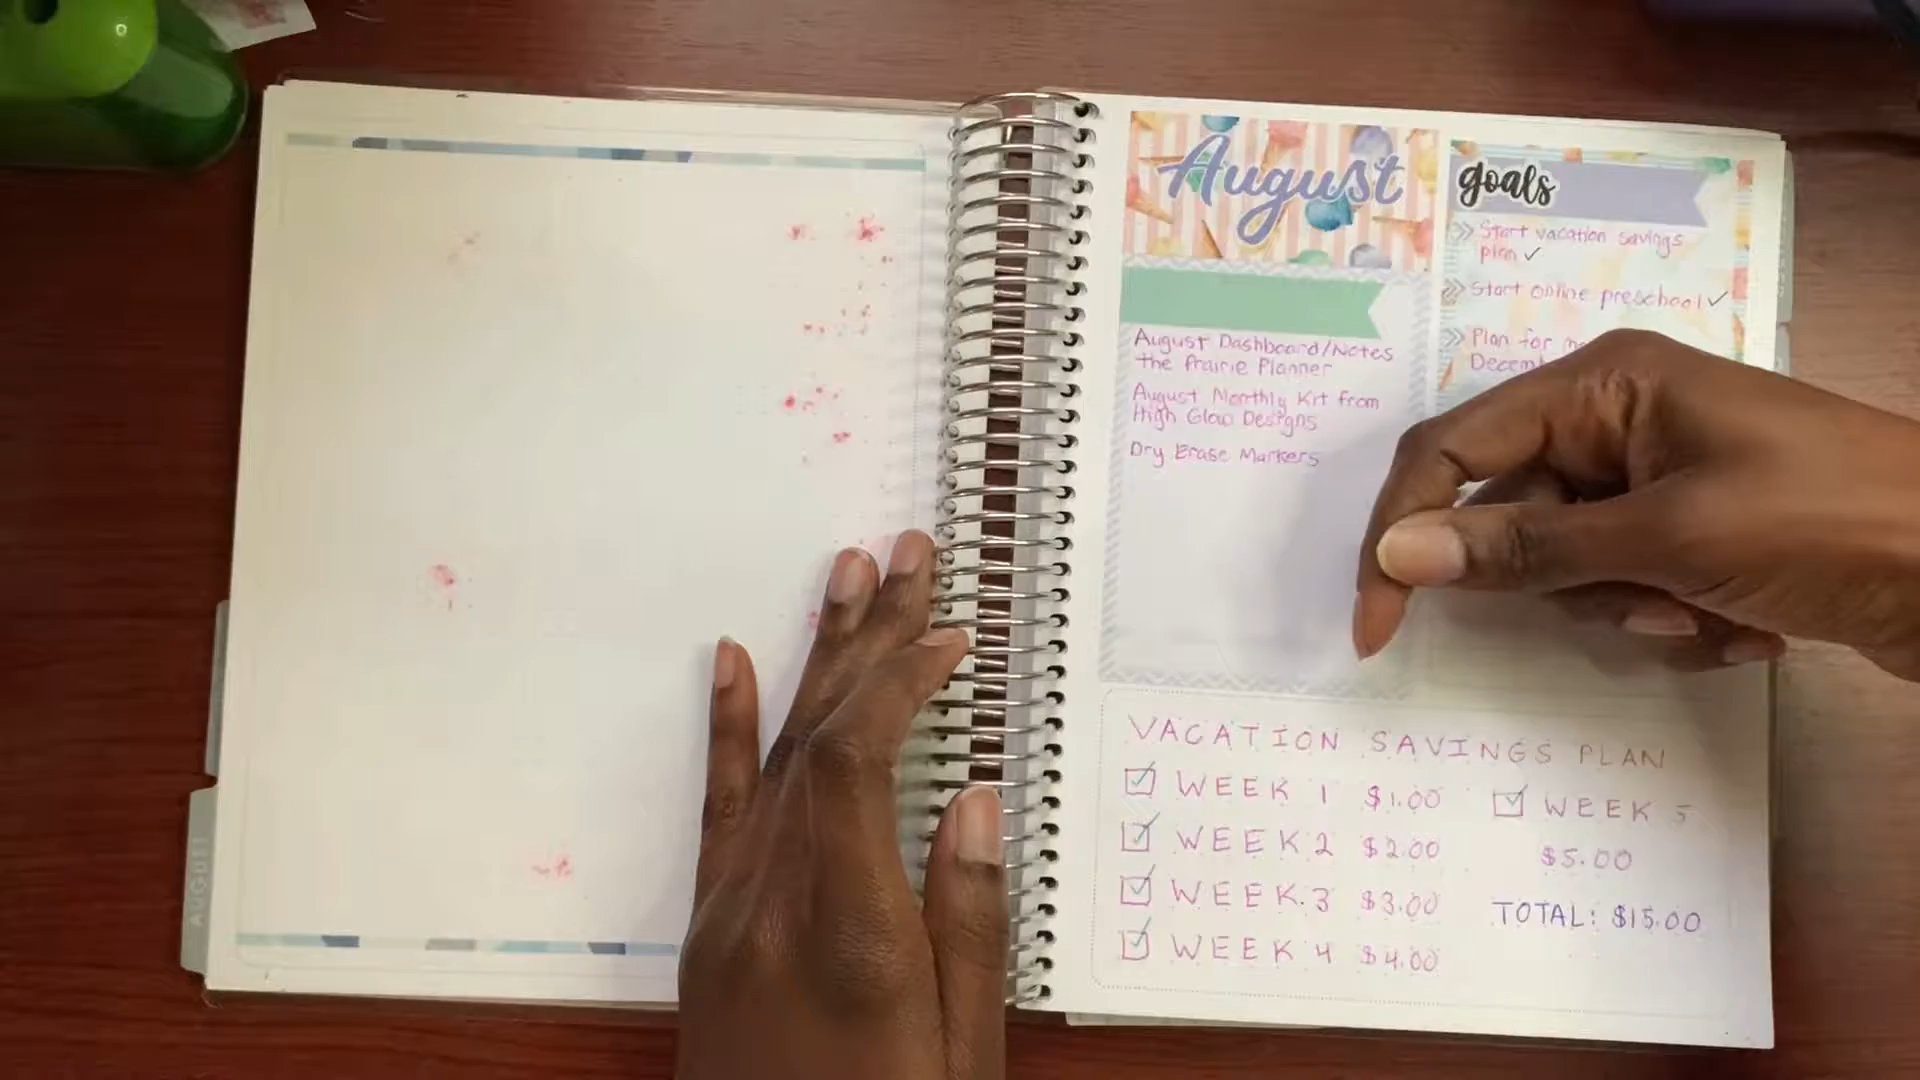 August
goals
Start vacation savings
plan ✓
Start online preschool ✓
Plan for
August Dashboard/Notes
the Prairie Planner
August Monthly Kit from
High Glow Designs
Dry Erase Markers
VACATION SAVINGS PLAN
WEEK 1 $1.00
WEEK 2 $2.00
WEEK 3 $3.00
WEEK 4 $4.00
WEEK 5
$5.00
TOTAL: $15.00
AUGUST